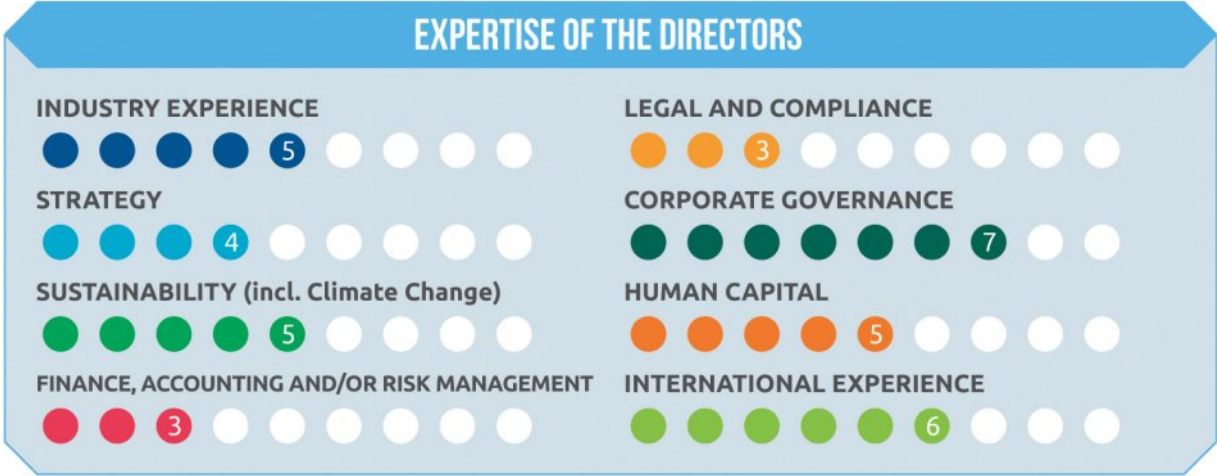 EXPERTISE OF THE DIRECTORS
INDUSTRY EXPERIENCE
5
STRATEGY
4
SUSTAINABILITY (incl. Climate Change)
5
FINANCE, ACCOUNTING AND/OR RISK MANAGEMENT
3
LEGAL AND COMPLIANCE
3
CORPORATE GOVERNANCE
7
HUMAN CAPITAL
5
INTERNATIONAL EXPERIENCE
6